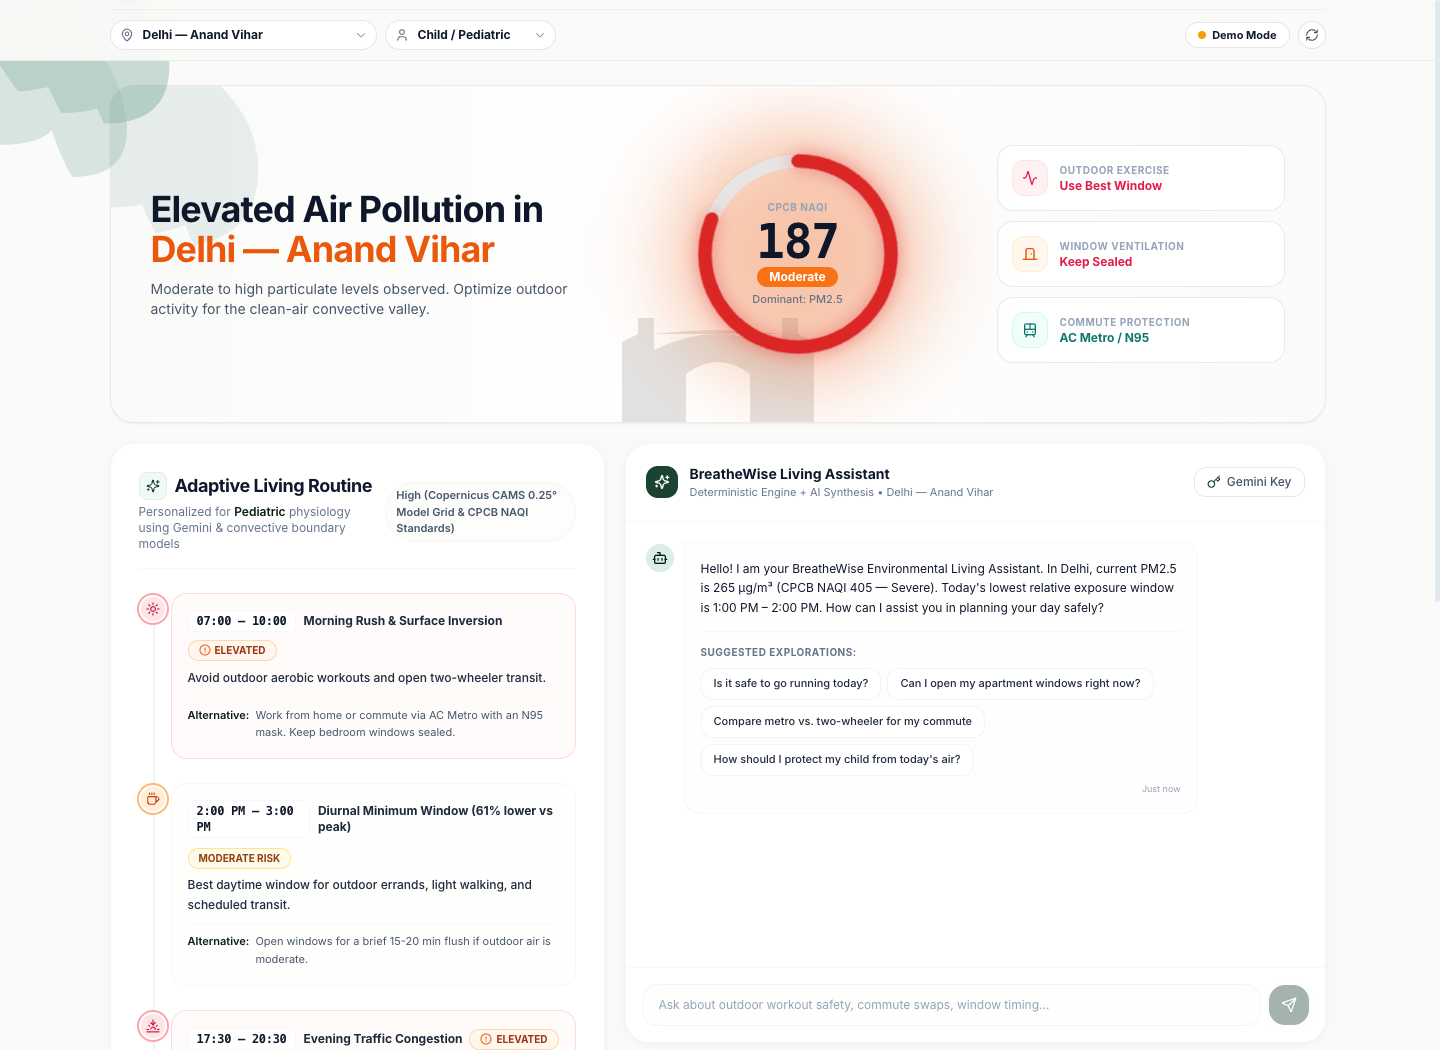 Delhi — Anand Vihar
Child / Pediatric
Demo Mode
Elevated Air Pollution in
Delhi — Anand Vihar
Moderate to high particulate levels observed. Optimize outdoor
activity for the clean-air convective valley.
CPCB NAQI
187
Moderate
Dominant: PM2.5
OUTDOOR EXERCISE
Use Best Window
WINDOW VENTILATION
Keep Sealed
COMMUTE PROTECTION
AC Metro / N95
Adaptive Living Routine
Personalized for Pediatric physiology
using Gemini & convective boundary
models
High (Copernicus CAMS 0.25°
Model Grid & CPCB NAQI
Standards)
07:00 – 10:00 Morning Rush & Surface Inversion
ELEVATED
Avoid outdoor aerobic workouts and open two-wheeler transit.
Alternative: Work from home or commute via AC Metro with an N95
mask. Keep bedroom windows sealed.
2:00 PM – 3:00
PM
Diurnal Minimum Window (61% lower vs
peak)
MODERATE RISK
Best daytime window for outdoor errands, light walking, and
scheduled transit.
Alternative: Open windows for a brief 15-20 min flush if outdoor air is
moderate.
17:30 – 20:30 Evening Traffic Congestion ELEVATED
BreatheWise Living Assistant
Deterministic Engine + AI Synthesis • Delhi — Anand Vihar
Gemini Key
Hello! I am your BreatheWise Environmental Living Assistant. In Delhi, current PM2.5
is 265 µg/m³ (CPCB NAQI 405 — Severe). Today's lowest relative exposure window
is 1:00 PM – 2:00 PM. How can I assist you in planning your day safely?
SUGGESTED EXPLORATIONS:
Is it safe to go running today?
Can I open my apartment windows right now?
Compare metro vs. two-wheeler for my commute
How should I protect my child from today's air?
Just now
Ask about outdoor workout safety, commute swaps, window timing...